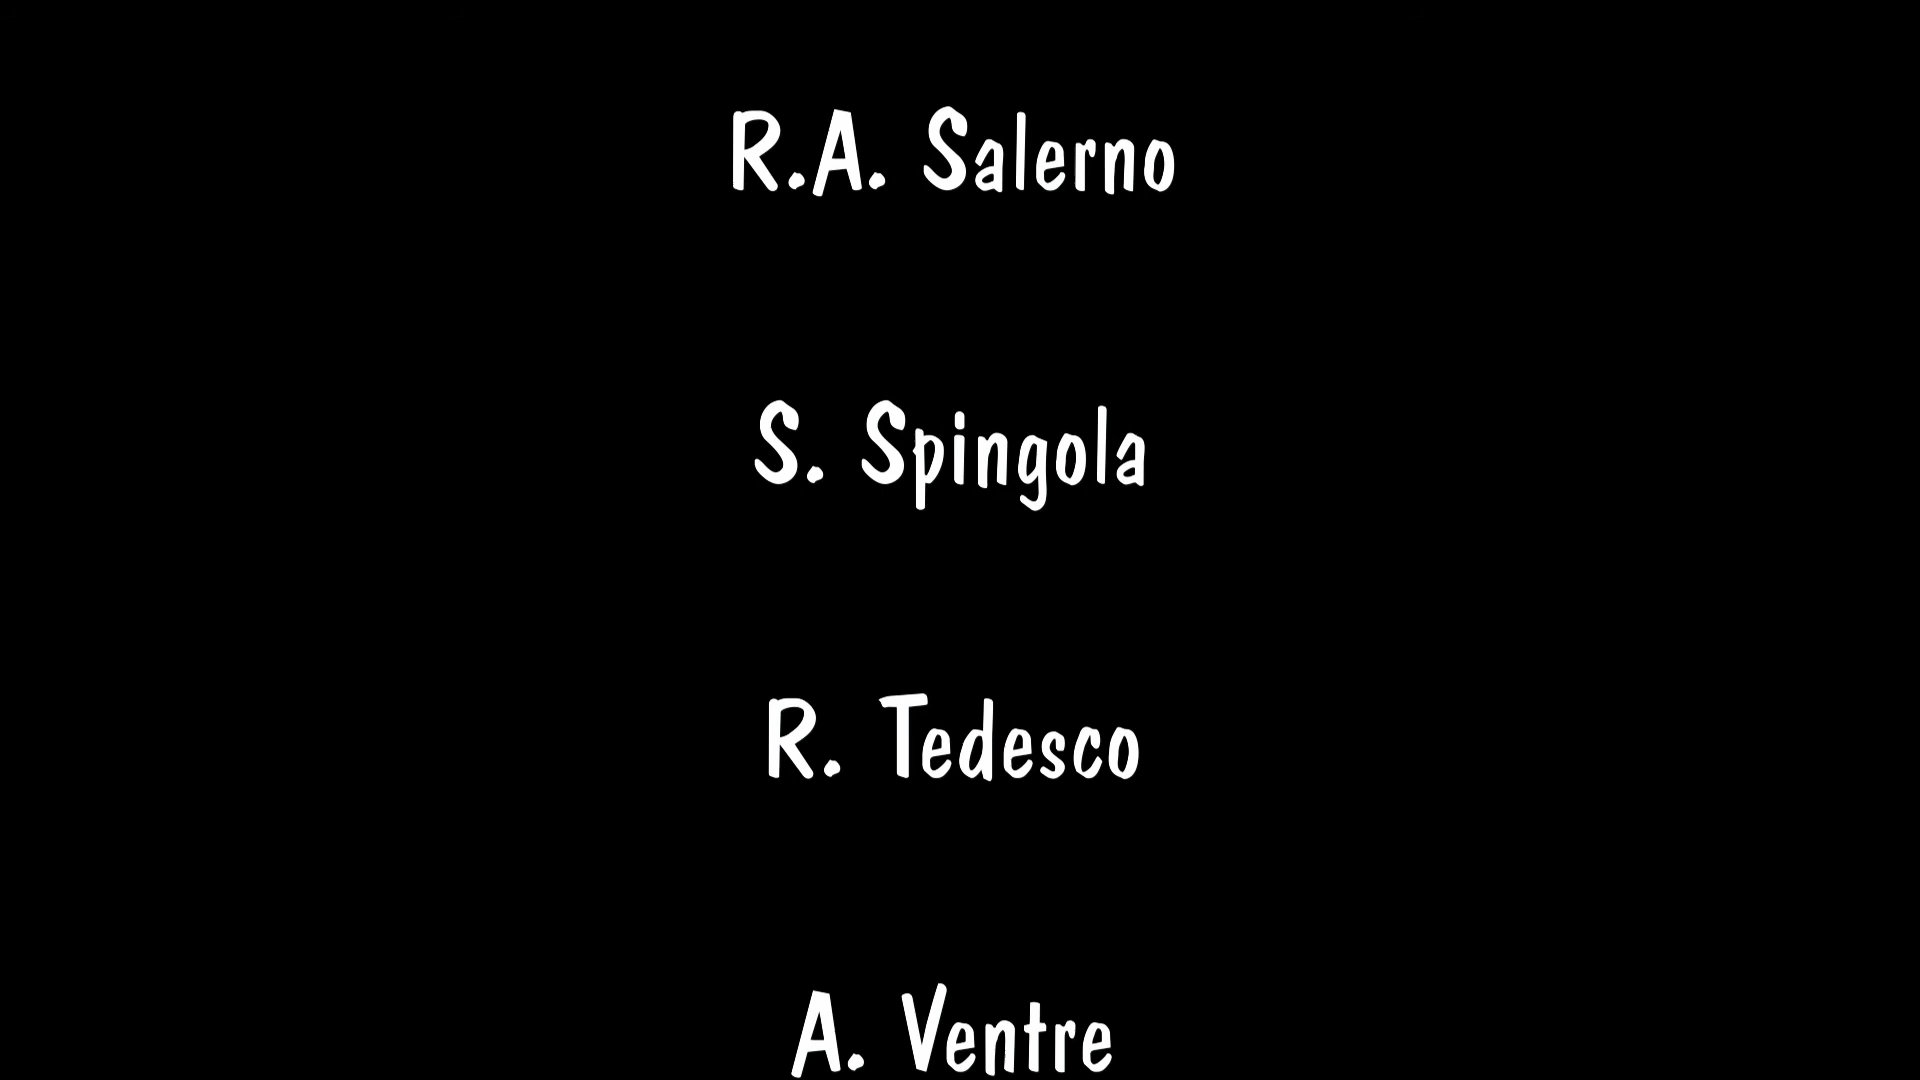 R.A. Salerno
S. Spingola
R. Tedesco
A. Ventre